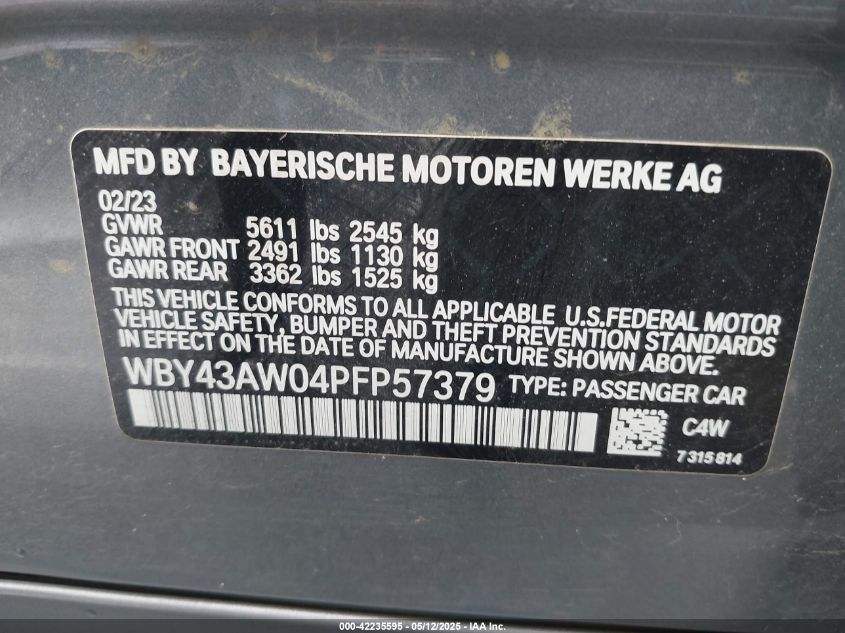 MFD BY BAYERISCHE MOTOREN WERKE AG
02/23
GVWR 5611 lbs 2545 kg
GAWR FRONT 2491 lbs 1130 kg
GAWR REAR 3362 lbs 1525 kg
THIS VEHICLE CONFORMS TO ALL APPLICABLE U.S.FEDERAL MOTOR
VEHICLE SAFETY, BUMPER AND THEFT PREVENTION STANDARDS
IN EFFECT ON THE DATE OF MANUFACTURE SHOWN ABOVE.
WBY43AW04PFP57379 TYPE: PASSENGER CAR
C4W
7315814
000-42235595 - 05/12/2025 - IAA Inc.